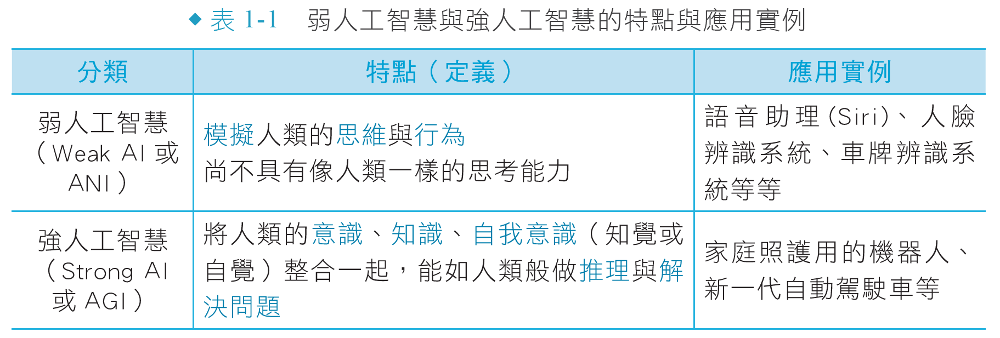 ◆ 表 1-1 弱人工智慧與強人工智慧的特點與應用實例
分類
特點（定義）
應用實例
弱人工智慧
（Weak AI 或
ANI）
模擬人類的思維與行為
尚不具有像人類一樣的思考能力
語音助理(Siri)、人臉
辨識系統、車牌辨識系
統等等
強人工智慧
（Strong AI
或 AGI）
將人類的意識、知識、自我意識（知覺或
自覺）整合一起，能如人類般做推理與解
決問題
家庭照護用的機器人、
新一代自動駕駛車等